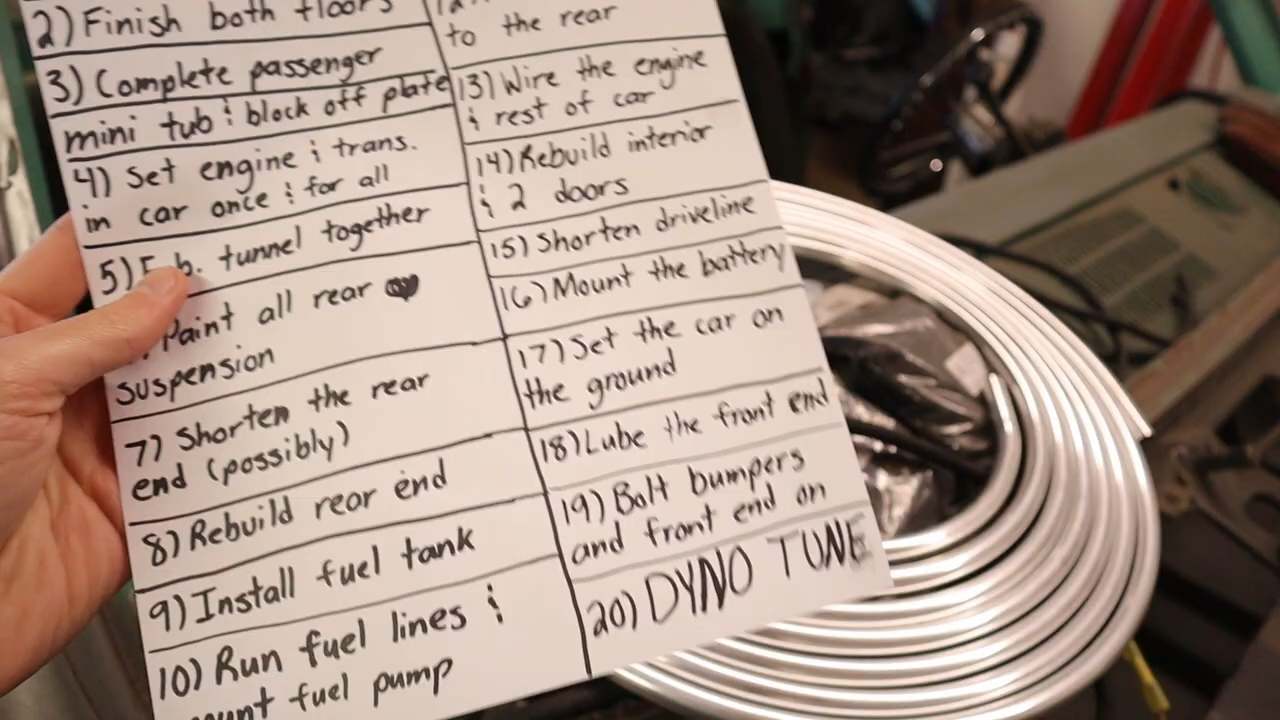 2) Finish both floors
3) Complete passenger
mini tub & block off plate
4) Set engine & trans.
in car once & for all
5) tunnel together
Paint all rear
suspension
7) Shorten the rear
end (possibly)
8) Rebuild rear end
9) Install fuel tank
10) Run fuel lines &
fuel pump
to the rear
13) Wire the engine
& rest of car
14) Rebuild interior
& 2 doors
15) Shorten driveline
16) Mount the battery
17) Set the car on
the ground
18) Lube the front end
19) Bolt bumpers
and front end on
20) DYNO TUNE